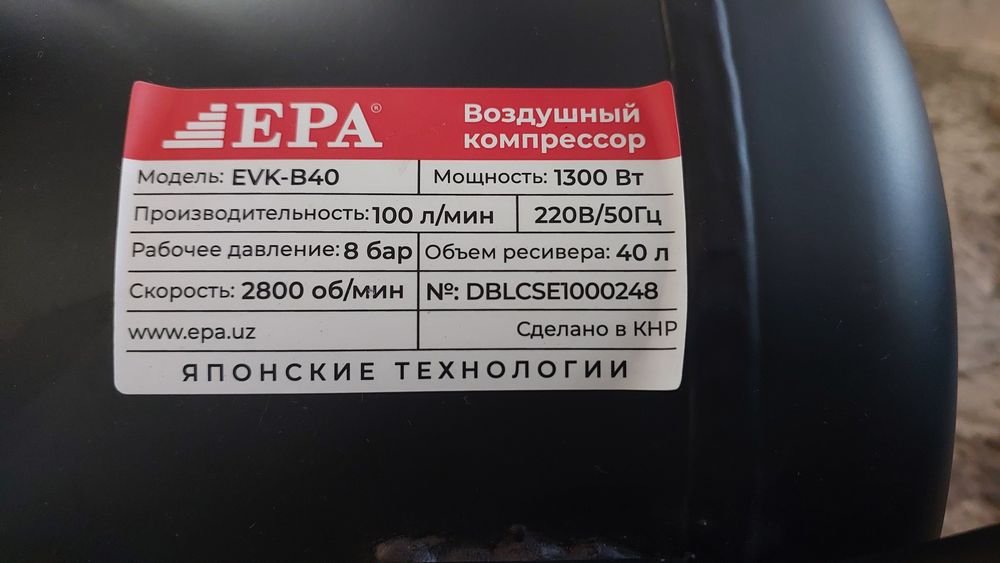 EPA®
Воздушный
компрессор
Модель: EVK-B40
Мощность: 1300 Вт
Производительность: 100 л/мин
220В/50Гц
Рабочее давление: 8 бар
Объем ресивера: 40 л
Скорость: 2800 об/мин
№: DBLCSE1000248
www.epa.uz
Сделано в КНР
ЯПОНСКИЕ ТЕХНОЛОГИИ